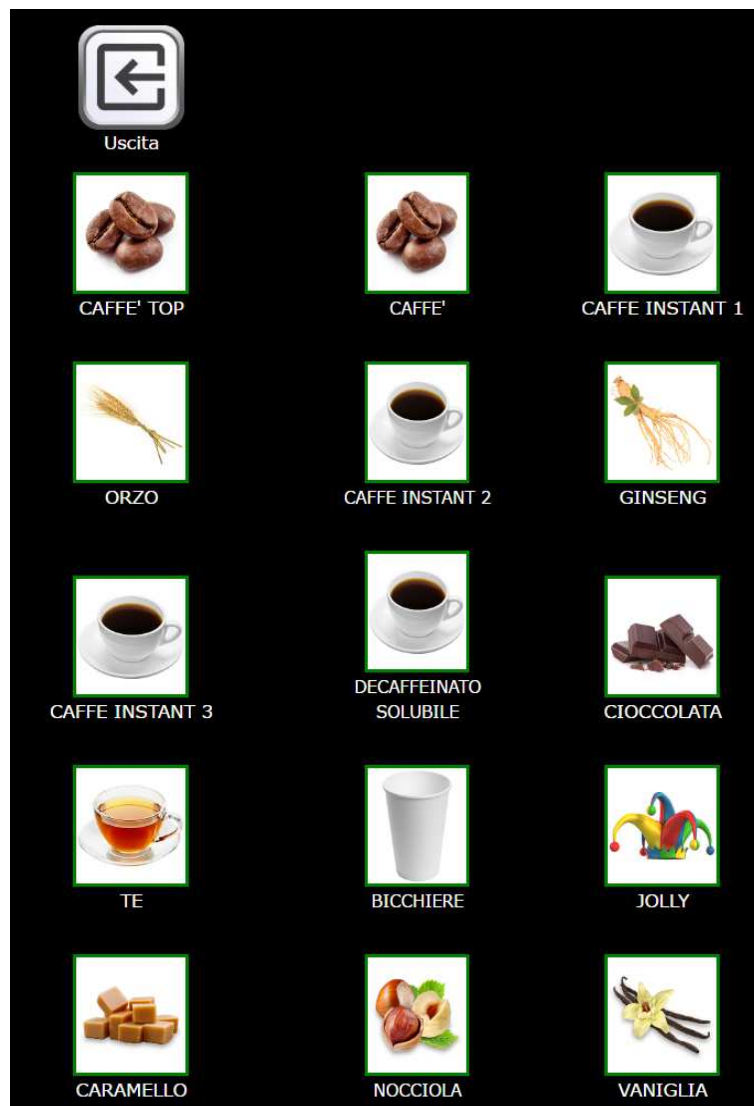 Uscita
CAFFE' TOP
CAFFE'
CAFFE INSTANT 1
ORZO
CAFFE INSTANT 2
GINSENG
CAFFE INSTANT 3
DECAFFEINATO
SOLUBILE
CIOCCOLATA
TE
BICCHIERE
JOLLY
CARAMELLO
NOCCIOLA
VANIGLIA